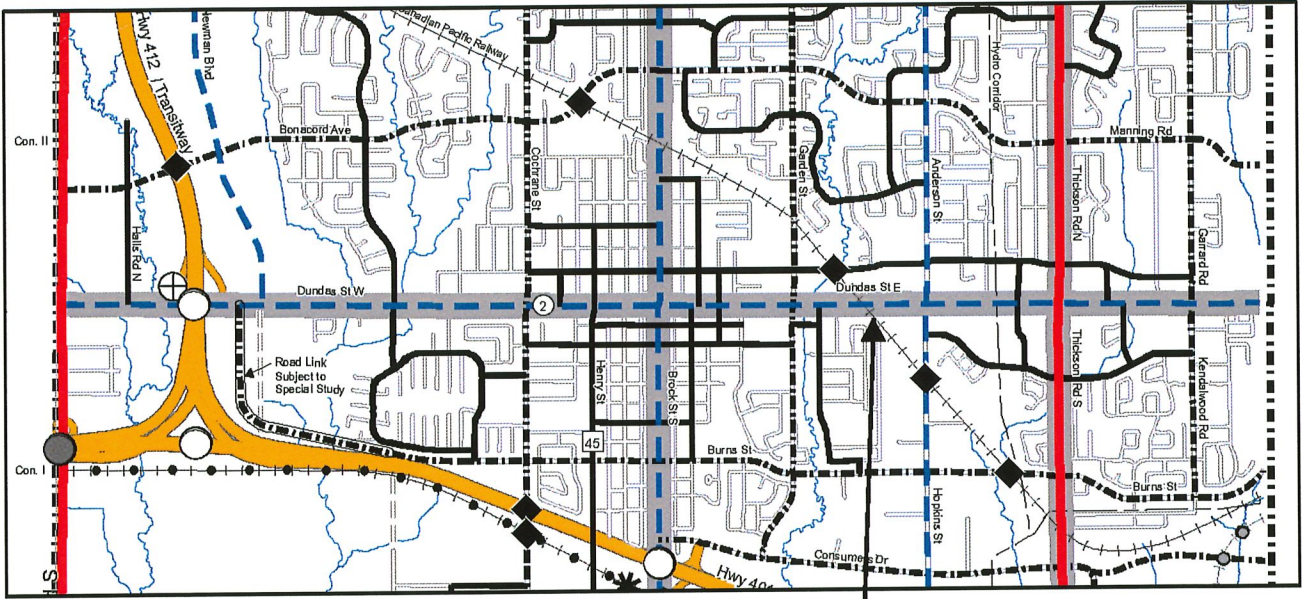 Hwy 412 / Transitway
Newman Blvd
Canadian Pacific Railway
Hydro Corridor
Con. II
Bonacord Ave
Manning Rd
Cochrane St
Garden St
Anderson St
Thickson Rd N
Garrard Rd
Halls Rd N
Dundas St W
2
Dundas St E
Road Link
Subject to
Special Study
Henry St
Brock St S
Thickson Rd S
Kendalwood Rd
45
Burns St
Con. I
Burns St
Hopkins St
Consumers Dr
Hwy 401